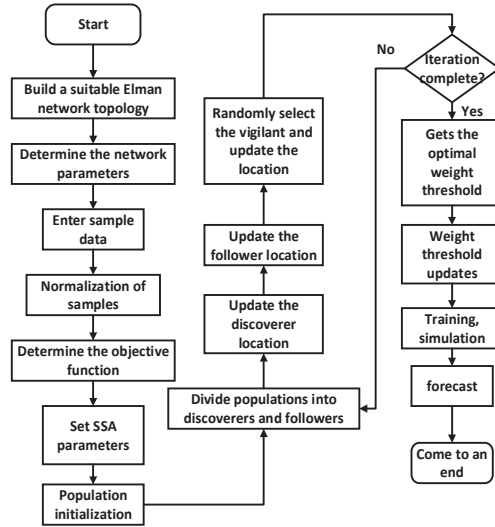 Start
Build a suitable Elman
network topology
Determine the network
parameters
Enter sample
data
Normalization of
samples
Determine the objective
function
Set SSA
parameters
Population
initialization
Divide populations into
discoverers and followers
Update the
discoverer
location
Update the
follower location
Randomly select
the vigilant and
update the
location
Iteration
complete?
No
Yes
Gets the
optimal
weight
threshold
Weight
threshold
updates
Training,
simulation
forecast
Come to an
end